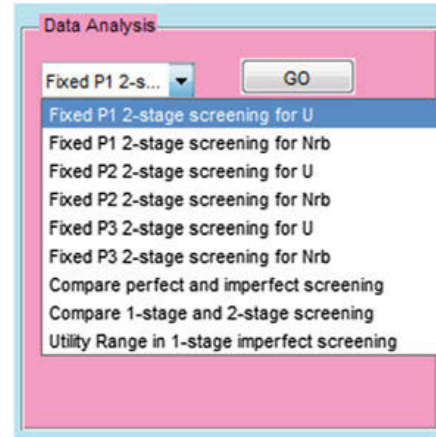 Data Analysis
Fixed P1 2-s... GO
Fixed P1 2-stage screening for U
Fixed P1 2-stage screening for Nrb
Fixed P2 2-stage screening for U
Fixed P2 2-stage screening for Nrb
Fixed P3 2-stage screening for U
Fixed P3 2-stage screening for Nrb
Compare perfect and imperfect screening
Compare 1-stage and 2-stage screening
Utility Range in 1-stage imperfect screening